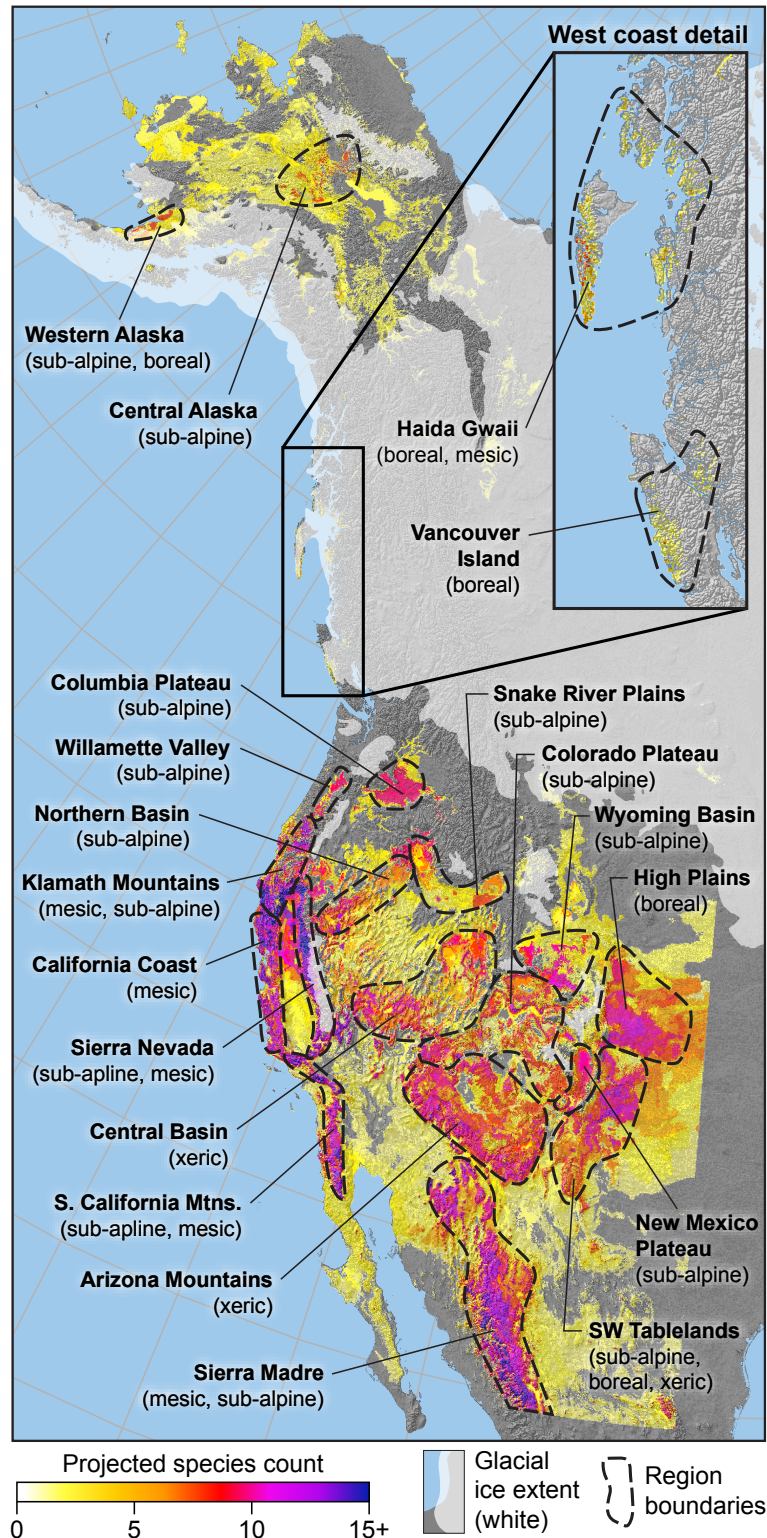 West coast detail
Western Alaska
(sub-alpine, boreal)
Central Alaska
(sub-alpine)
Haida Gwaii
(boreal, mesic)
Vancouver
Island
(boreal)
Columbia Plateau
(sub-alpine)
Willamette Valley
(sub-alpine)
Northern Basin
(sub-alpine)
Klamath Mountains
(mesic, sub-alpine)
California Coast
(mesic)
Sierra Nevada
(sub-apline, mesic)
Central Basin
(xeric)
S. California Mtns.
(sub-apline, mesic)
Arizona Mountains
(xeric)
Sierra Madre
(mesic, sub-alpine)
Snake River Plains
(sub-alpine)
Colorado Plateau
(sub-alpine)
Wyoming Basin
(sub-alpine)
High Plains
(boreal)
New Mexico
Plateau
(sub-alpine)
SW Tablelands
(sub-alpine,
boreal, xeric)
Projected species count
0 5 10 15+
Glacial
ice extent
(white)
Region
boundaries